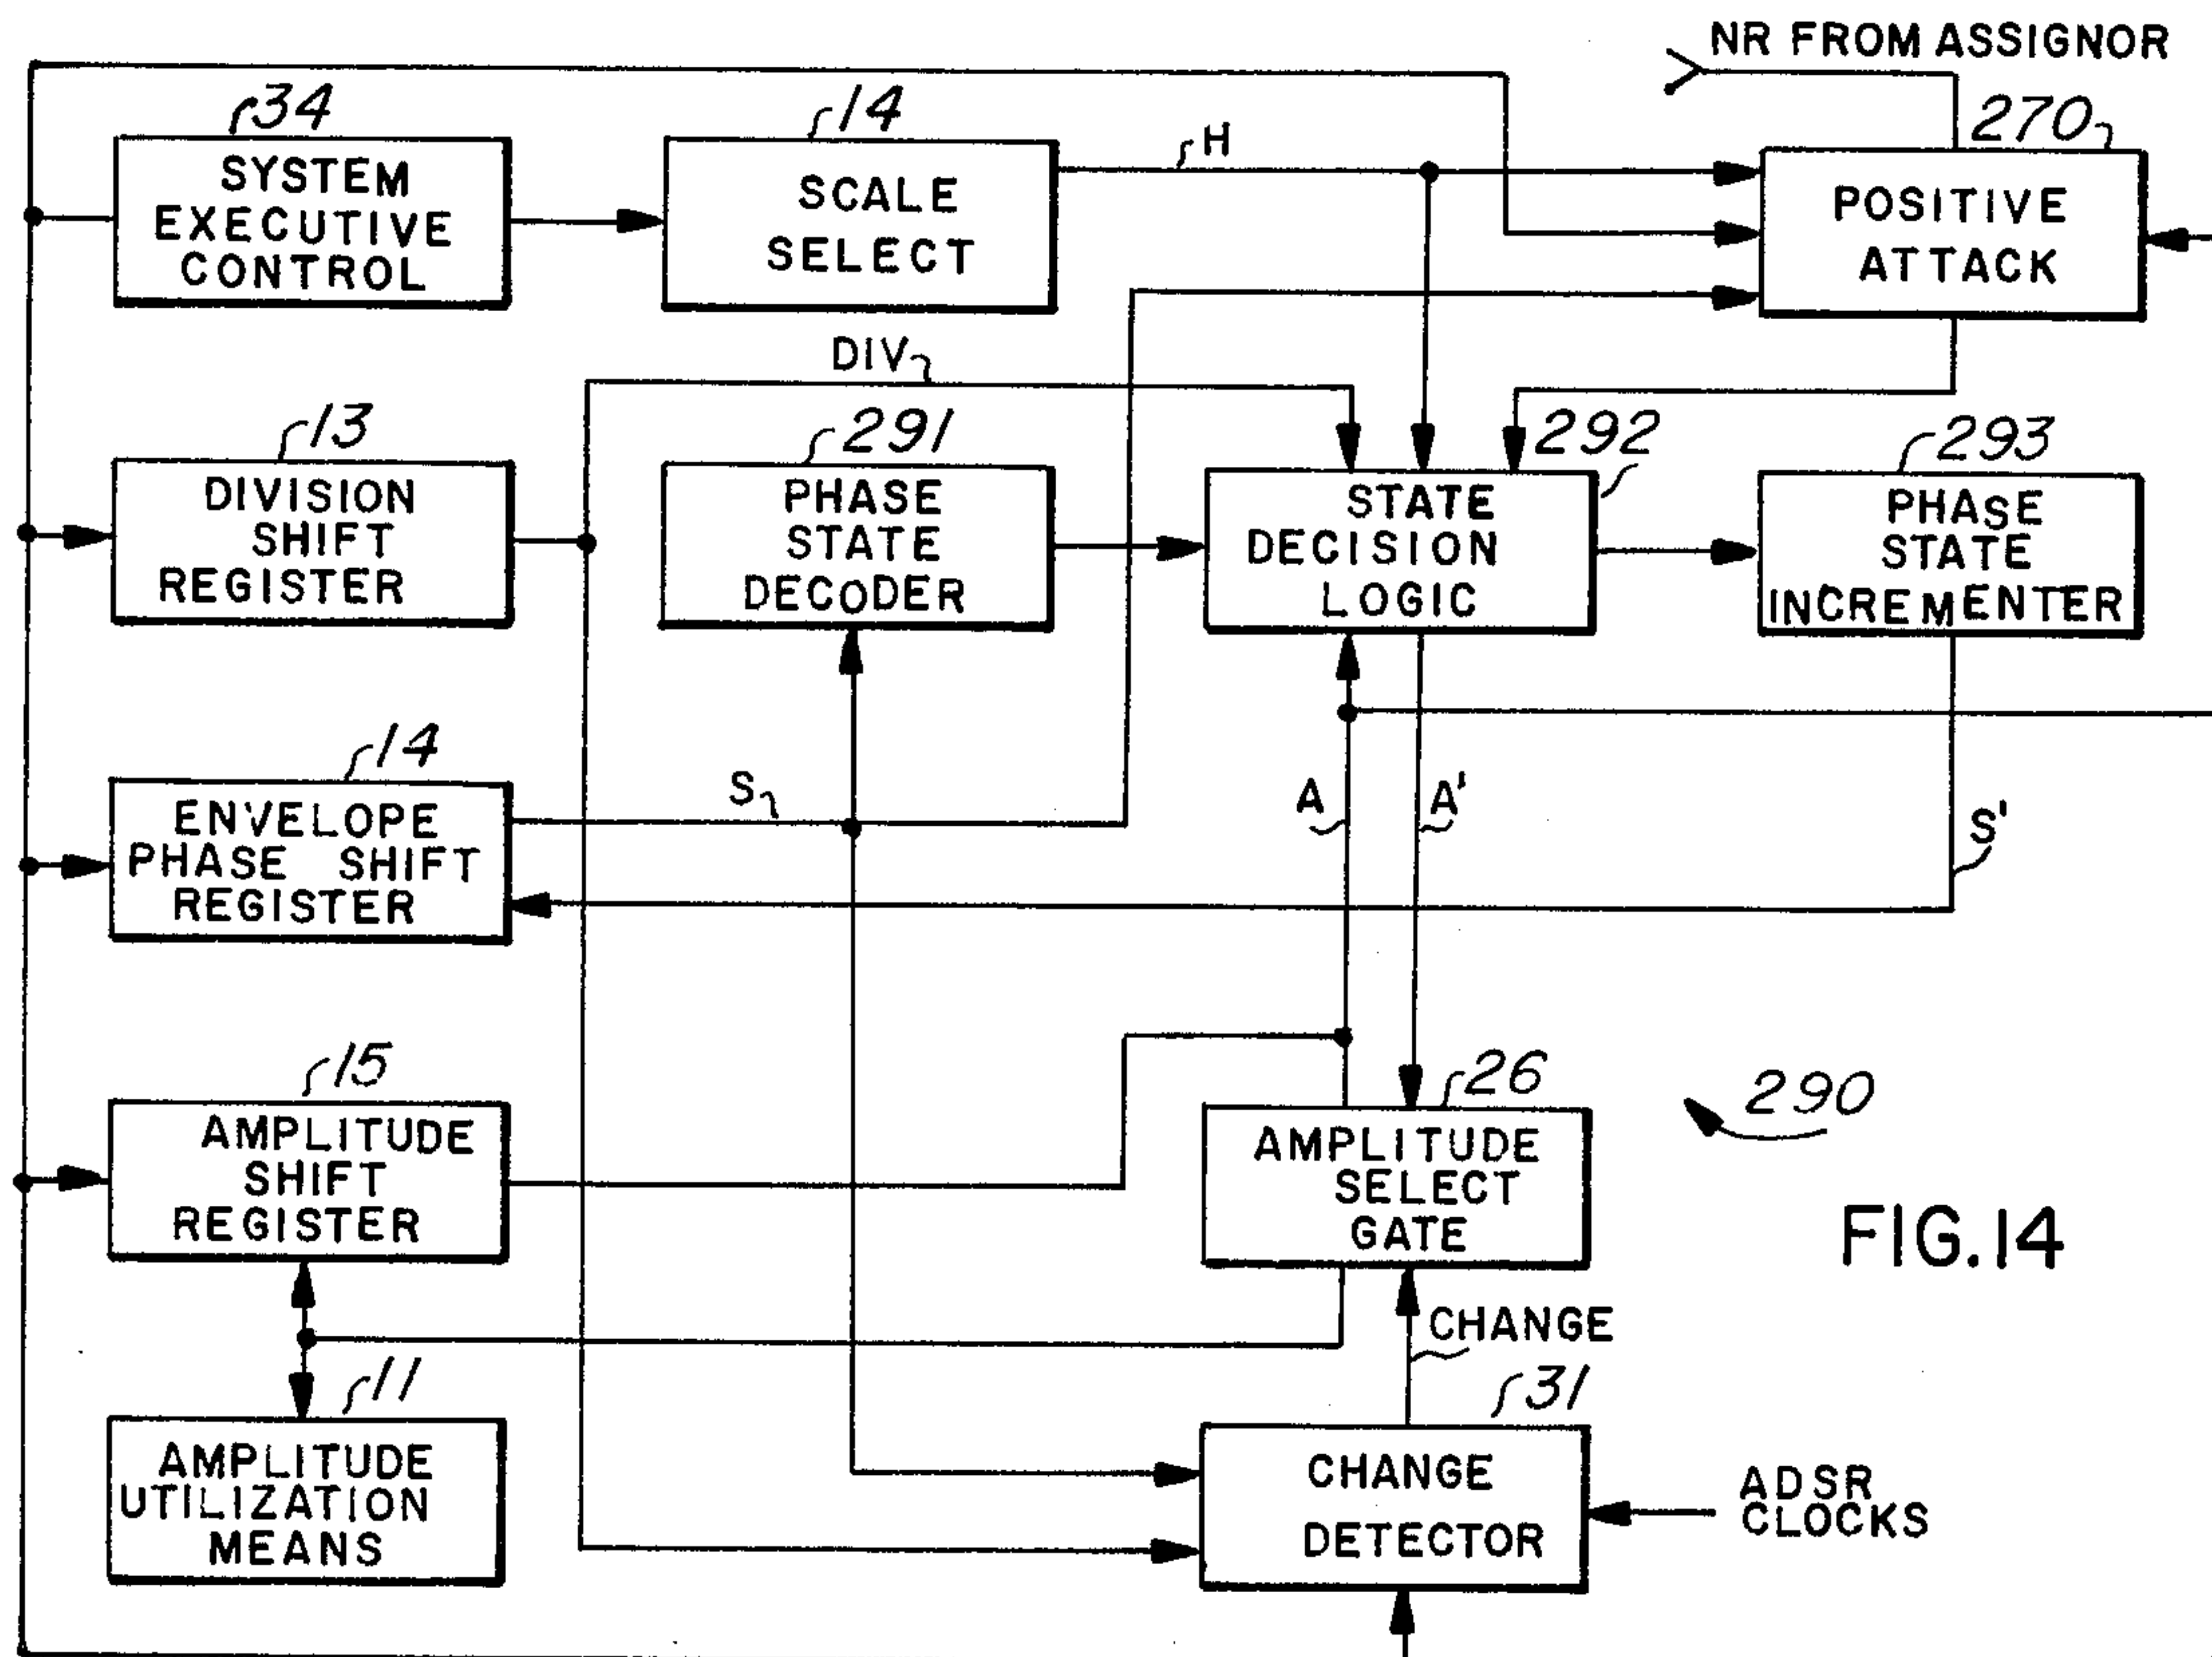 NR FROM ASSIGNOR
34
14
H
270
SYSTEM
EXECUTIVE
CONTROL
SCALE
SELECT
POSITIVE
ATTACK
DIV
13
291
292
293
DIVISION
SHIFT
REGISTER
PHASE
STATE
DECODER
STATE
DECISION
LOGIC
PHASE
STATE
INCREMENTER
14
S
A
A'
S'
ENVELOPE
PHASE SHIFT
REGISTER
15
26
290
AMPLITUDE
SHIFT
REGISTER
AMPLITUDE
SELECT
GATE
FIG.14
CHANGE
11
31
AMPLITUDE
UTILIZATION
MEANS
CHANGE
DETECTOR
ADSR
CLOCKS